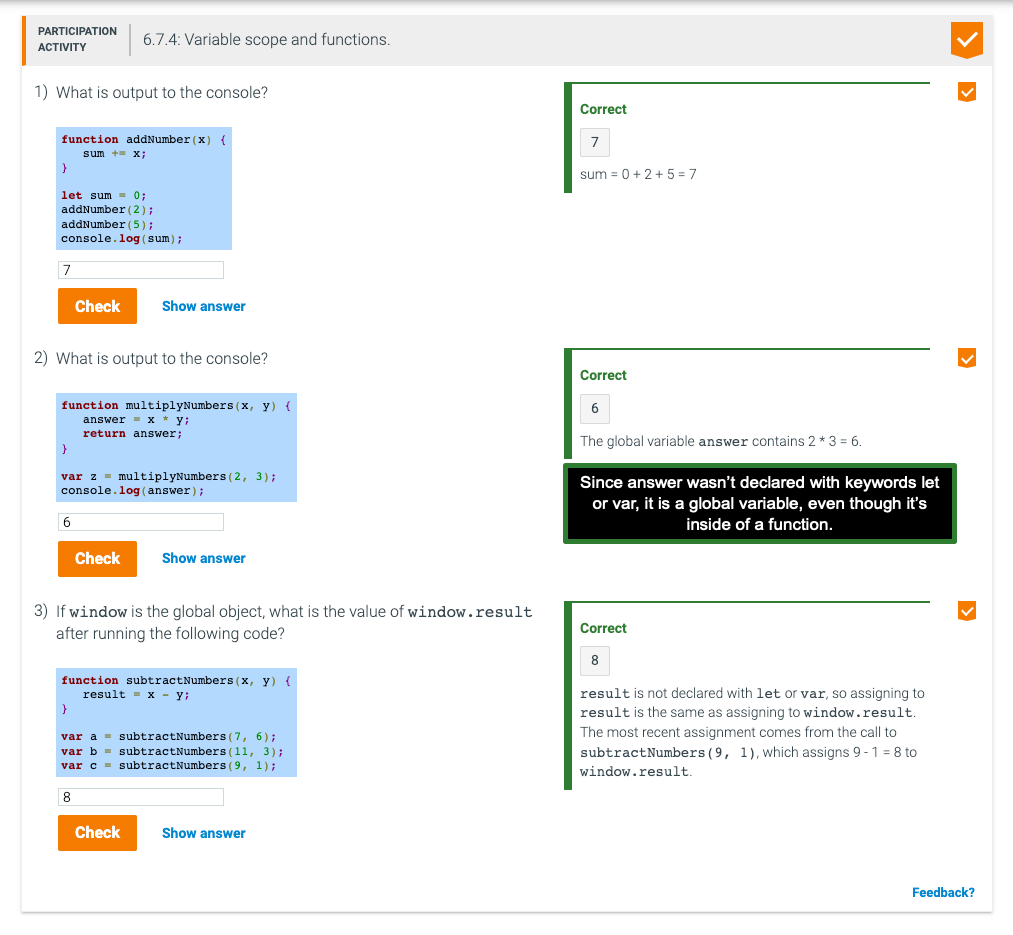 PARTICIPATION
ACTIVITY
6.7.4: Variable scope and functions.
1) What is output to the console?
function addNumber(x) {
   sum += x;
}
let sum = 0;
addNumber(2);
addNumber(5);
console.log(sum);
7
Check Show answer
Correct
7
sum = 0 + 2 + 5 = 7
2) What is output to the console?
function multiplyNumbers(x, y) {
   answer = x * y;
   return answer;
}
var z = multiplyNumbers(2, 3);
console.log(answer);
6
Check Show answer
Correct
6
The global variable answer contains 2 * 3 = 6.
Since answer wasn't declared with keywords let
or var, it is a global variable, even though it's
inside of a function.
3) If window is the global object, what is the value of window.result
after running the following code?
function subtractNumbers(x, y) {
   result = x - y;
}
var a = subtractNumbers(7, 6);
var b = subtractNumbers(11, 3);
var c = subtractNumbers(9, 1);
8
Check Show answer
Correct
8
result is not declared with let or var, so assigning to
result is the same as assigning to window.result.
The most recent assignment comes from the call to
subtractNumbers(9, 1), which assigns 9 - 1 = 8 to
window.result.
Feedback?